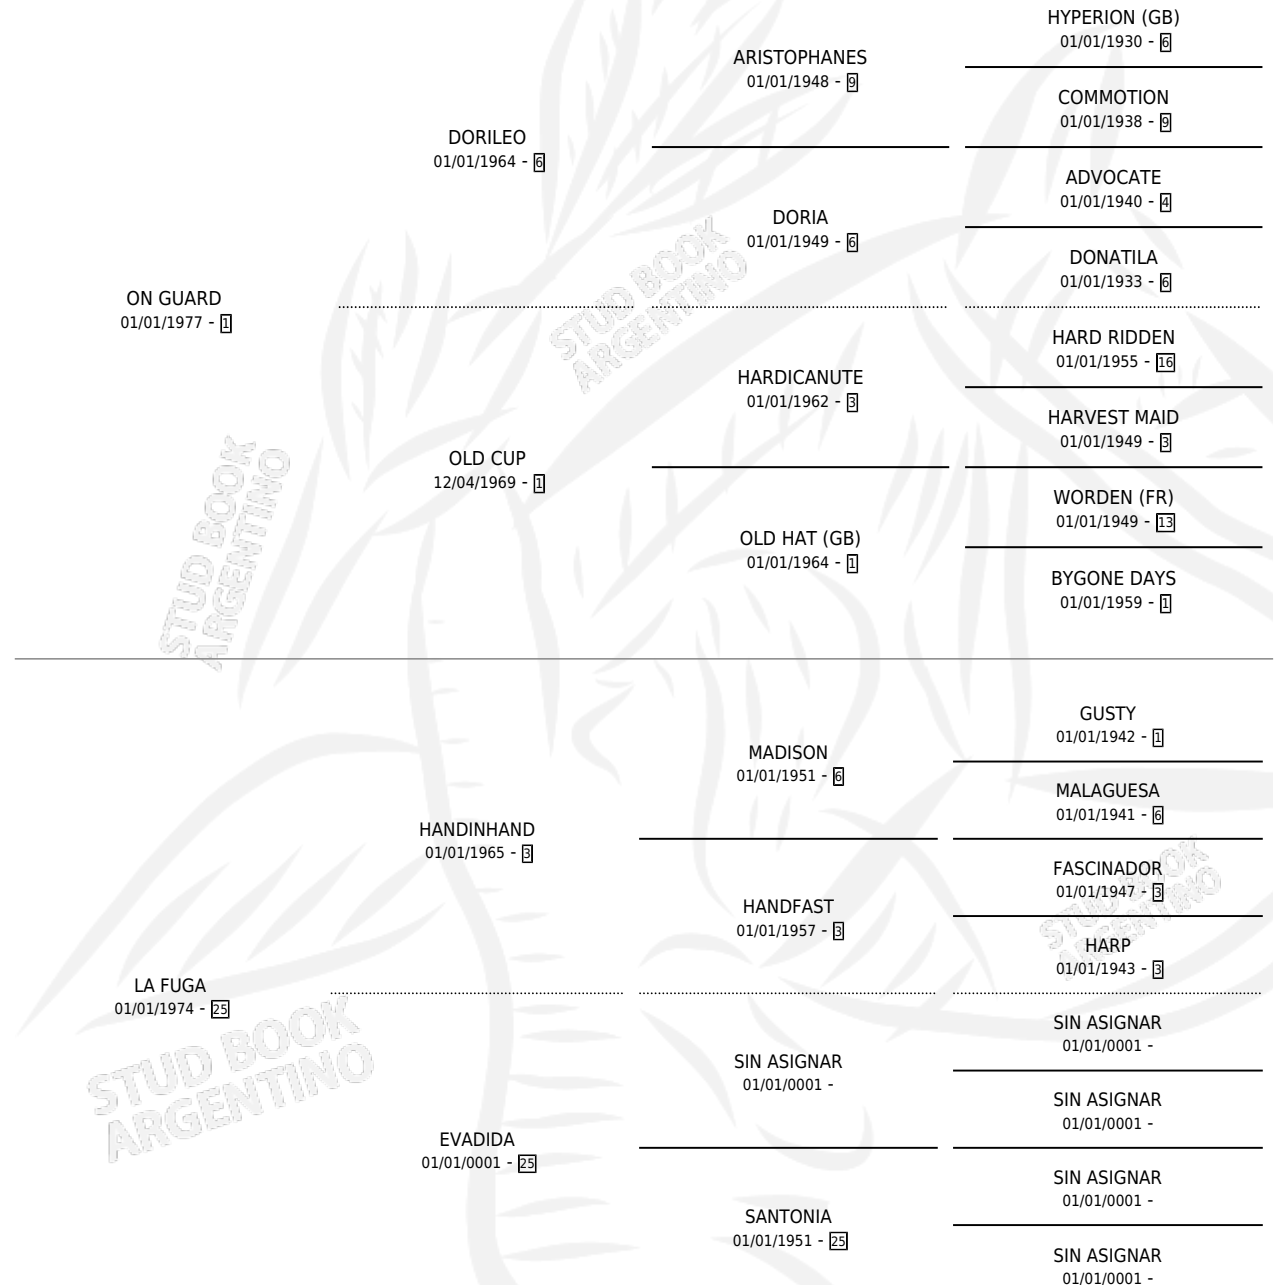 HYPERION (GB)
01/01/1930 - 6
ARISTOPHANES
01/01/1948 - 9
COMMOTION
01/01/1938 - 9
DORILEO
01/01/1964 - 6
ADVOCATE
01/01/1940 - 4
DORIA
01/01/1949 - 6
DONATILA
01/01/1933 - 6
ON GUARD
01/01/1977 - 1
HARD RIDDEN
01/01/1955 - 16
HARDICANUTE
01/01/1962 - 3
HARVEST MAID
01/01/1949 - 3
OLD CUP
12/04/1969 - 1
WORDEN (FR)
01/01/1949 - 13
OLD HAT (GB)
01/01/1964 - 1
BYGONE DAYS
01/01/1959 - 1
GUSTY
01/01/1942 - 1
MADISON
01/01/1951 - 6
MALAGUESA
01/01/1941 - 6
HANDINHAND
01/01/1965 - 3
FASCINADOR
01/01/1947 - 3
HANDFAST
01/01/1957 - 3
HARP
01/01/1943 - 3
LA FUGA
01/01/1974 - 25
SIN ASIGNAR
01/01/0001 -
SIN ASIGNAR
01/01/0001 -
SIN ASIGNAR
01/01/0001 -
EVADIDA
01/01/0001 - 25
SIN ASIGNAR
01/01/0001 -
SANTONIA
01/01/1951 - 25
SIN ASIGNAR
01/01/0001 -
STUD BOOK
ARGENTINO
STUD BOOK
ARGENTINO
STUD BOOK
ARGENTINO
STUD BOOK
ARGENTINO